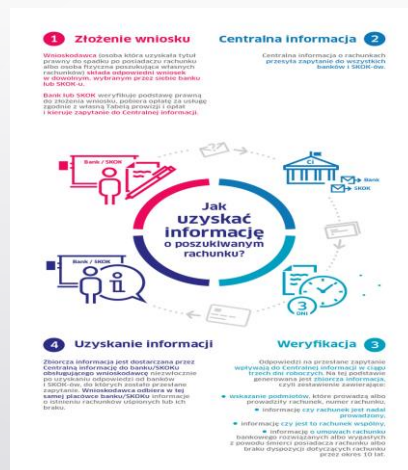 1 Złożenie wniosku
Wnioskodawca (osoba która uzyskała tytuł
prawny do spadku po posiadaczu rachunku
albo osoba fizyczna poszukująca własnych
rachunków) składa odpowiedni wniosek
w dowolnym, wybranym przez siebie banku
lub SKOK-u.
Bank lub SKOK weryfikuje podstawę prawną
do złożenia wniosku, pobiera opłatę za usługę
zgodnie z własną Tabelą prowizji i opłat
i kieruje zapytanie do Centralnej informacji.
Centralna informacja 2
Centralna informacja o rachunkach
przesyła zapytanie do wszystkich
banków i SKOK-ów.
Bank / SKOK
CI
Bank
SKOK
Jak
uzyskać
informację
o poszukiwanym
rachunku?
Bank / SKOK
3
DNI
4 Uzyskanie informacji
Zbiorcza informacja jest dostarczana przez
Centralną informację do banku/SKOKu
obsługującego wnioskodawcę niezwłocznie
po uzyskaniu odpowiedzi od banków
i SKOK-ów, do których zostało przesłane
zapytanie. Wnioskodawca odbiera w tej
samej placówce banku/SKOKu informacje
o istnieniu rachunków uśpionych lub ich
braku.
Weryfikacja 3
Odpowiedzi na przesłane zapytanie
wpływają do Centralnej informacji w ciągu
trzech dni roboczych. Na tej podstawie
generowana jest zbiorcza informacja,
czyli zestawienie zawierające:
• wskazanie podmiotów, które prowadzą albo
prowadziły rachunek, numer rachunku,
• informację czy rachunek jest nadal
prowadzony,
• informację czy jest to rachunek wspólny,
• informację o umowach rachunku
bankowego rozwiązanych albo wygasłych
z powodu śmierci posiadacza rachunku albo
braku dyspozycji dotyczących rachunku
przez okres 10 lat.